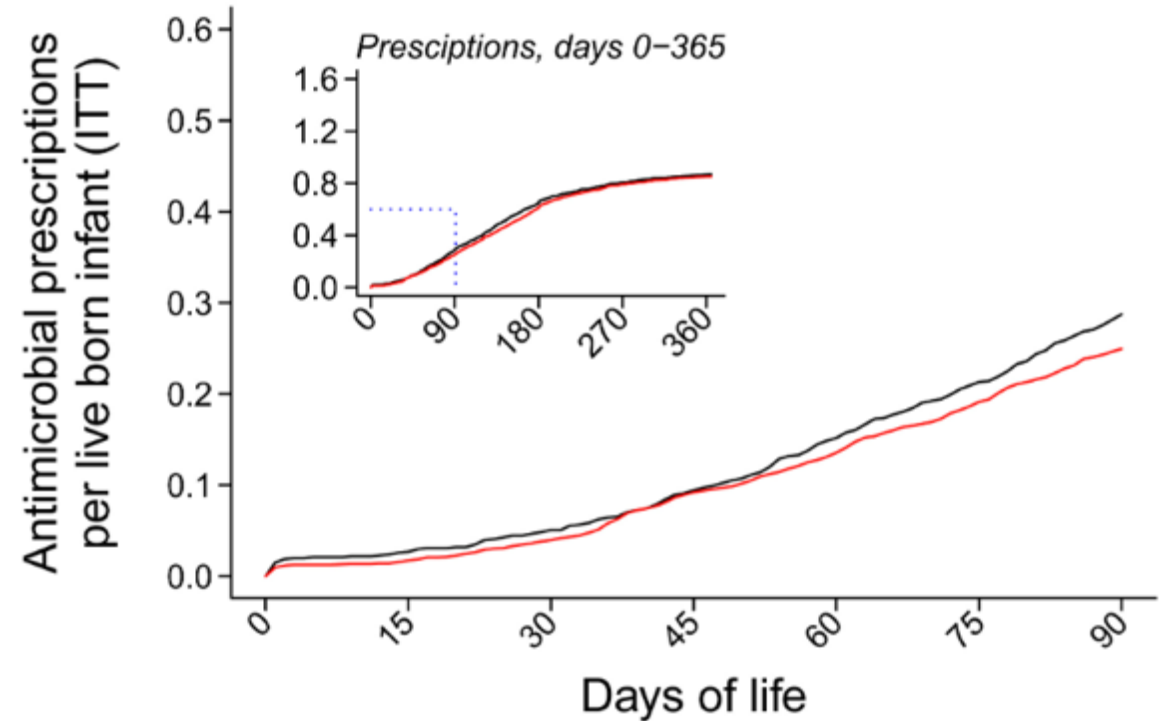 Antimicrobial prescriptions
per live born infant (ITT)
0.6
0.5
0.4
0.3
0.2
0.1
0.0
Presciptions, days 0−365
1.6
1.2
0.8
0.4
0.0
0 90 180 270 360
0 15 30 45 60 75 90
Days of life